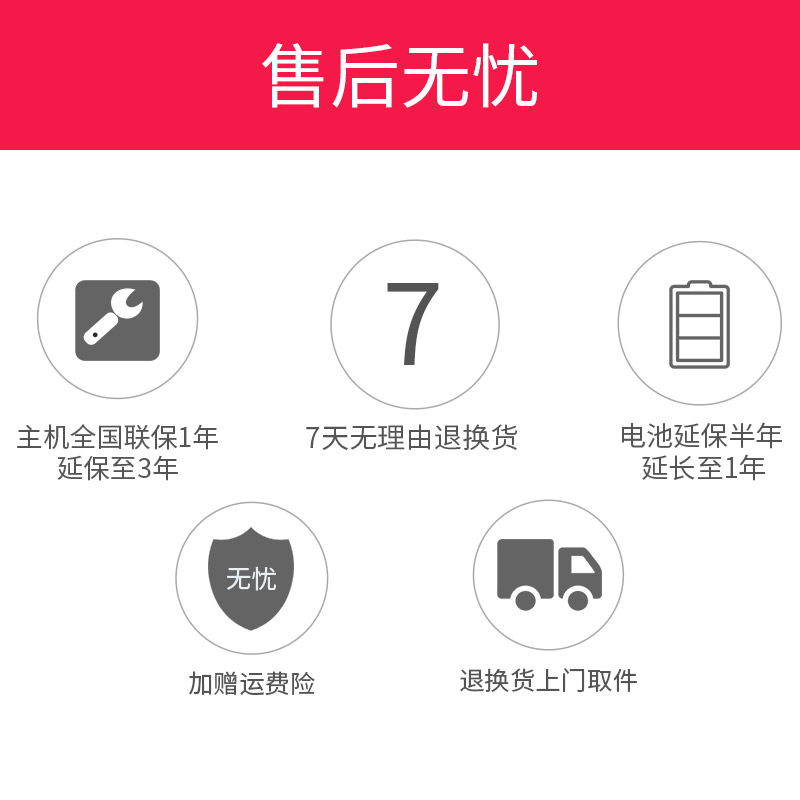 售后无忧
7
主机全国联保1年
延保至3年
7天无理由退换货
电池延保半年
延长至1年
无忧
加赠运费险
退换货上门取件